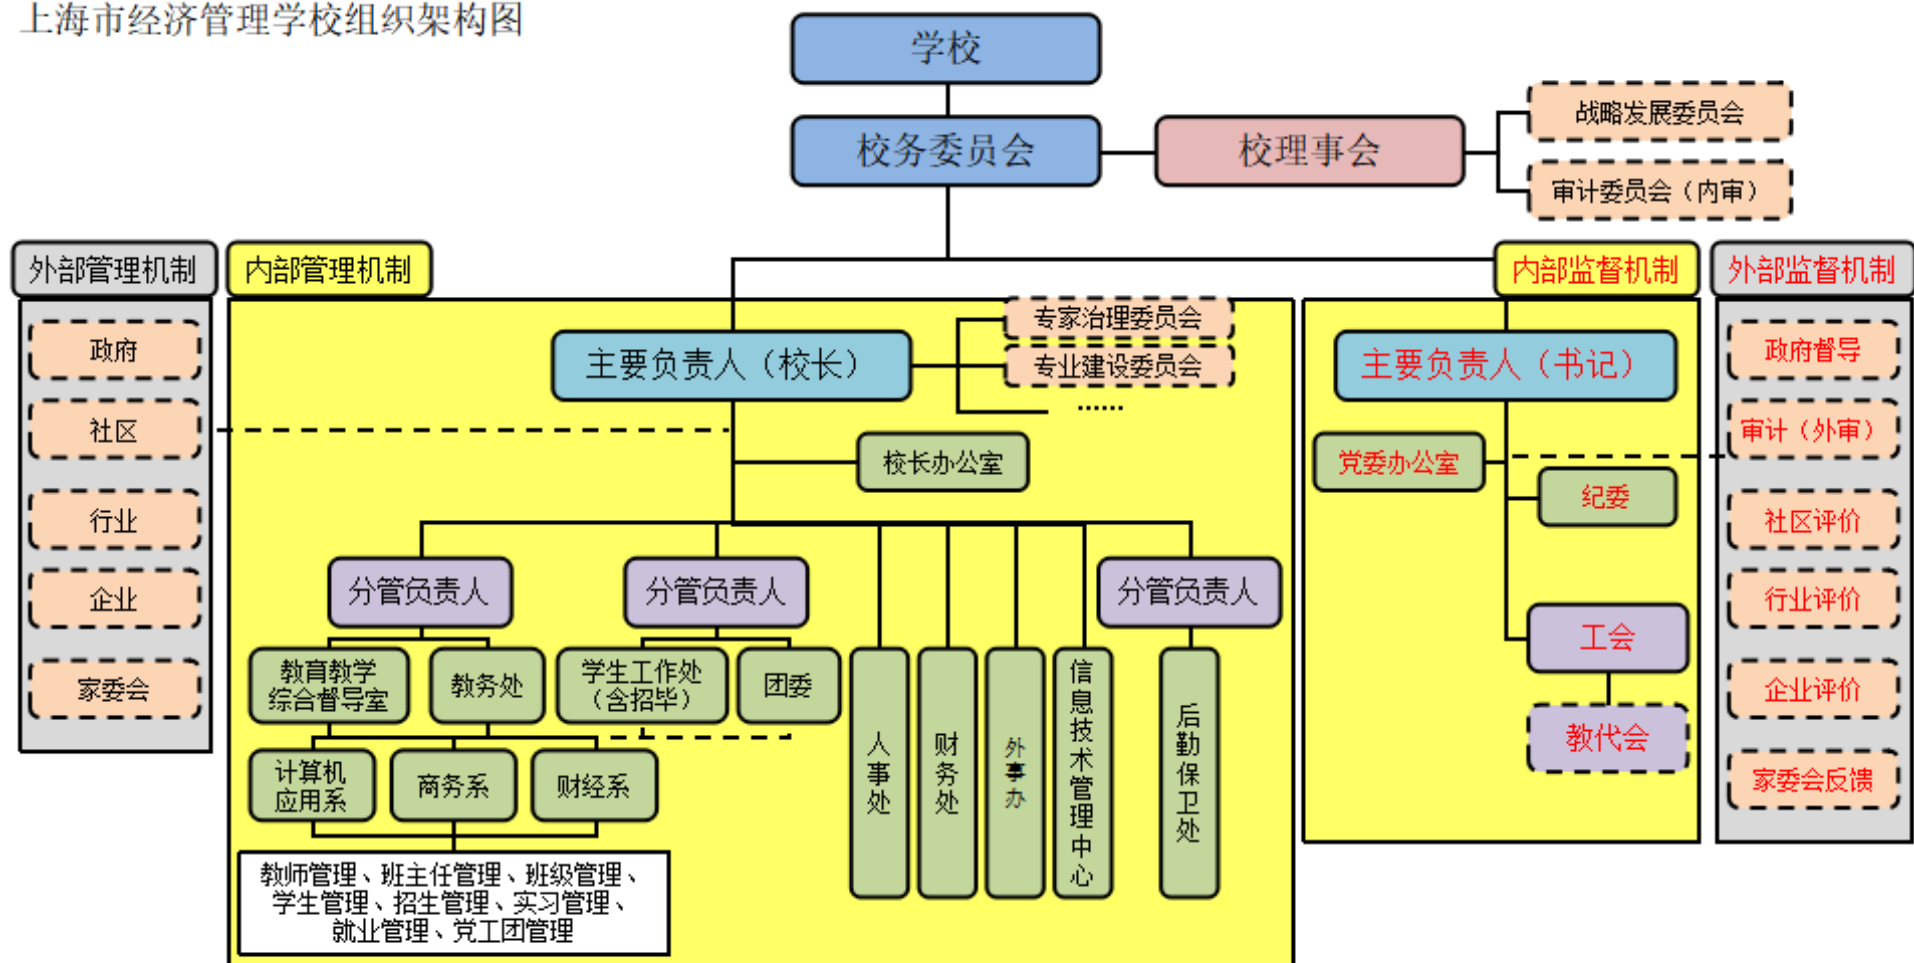 上海市经济管理学校组织架构图
学校
校务委员会
校理事会
战略发展委员会
审计委员会（内审）
外部管理机制
内部管理机制
内部监督机制
外部监督机制
政府
社区
行业
企业
家委会
主要负责人（校长）
专家治理委员会
专业建设委员会
……
校长办公室
分管负责人
分管负责人
分管负责人
教育教学
综合督导室
教务处
学生工作处
（含招毕）
团委
计算机
应用系
商务系
财经系
教师管理、班主任管理、班级管理、
学生管理、招生管理、实习管理、
就业管理、党工团管理
人事处
财务处
外事办
信息技术管理中心
后勤保卫处
主要负责人（书记）
党委办公室
纪委
工会
教代会
政府督导
审计（外审）
社区评价
行业评价
企业评价
家委会反馈